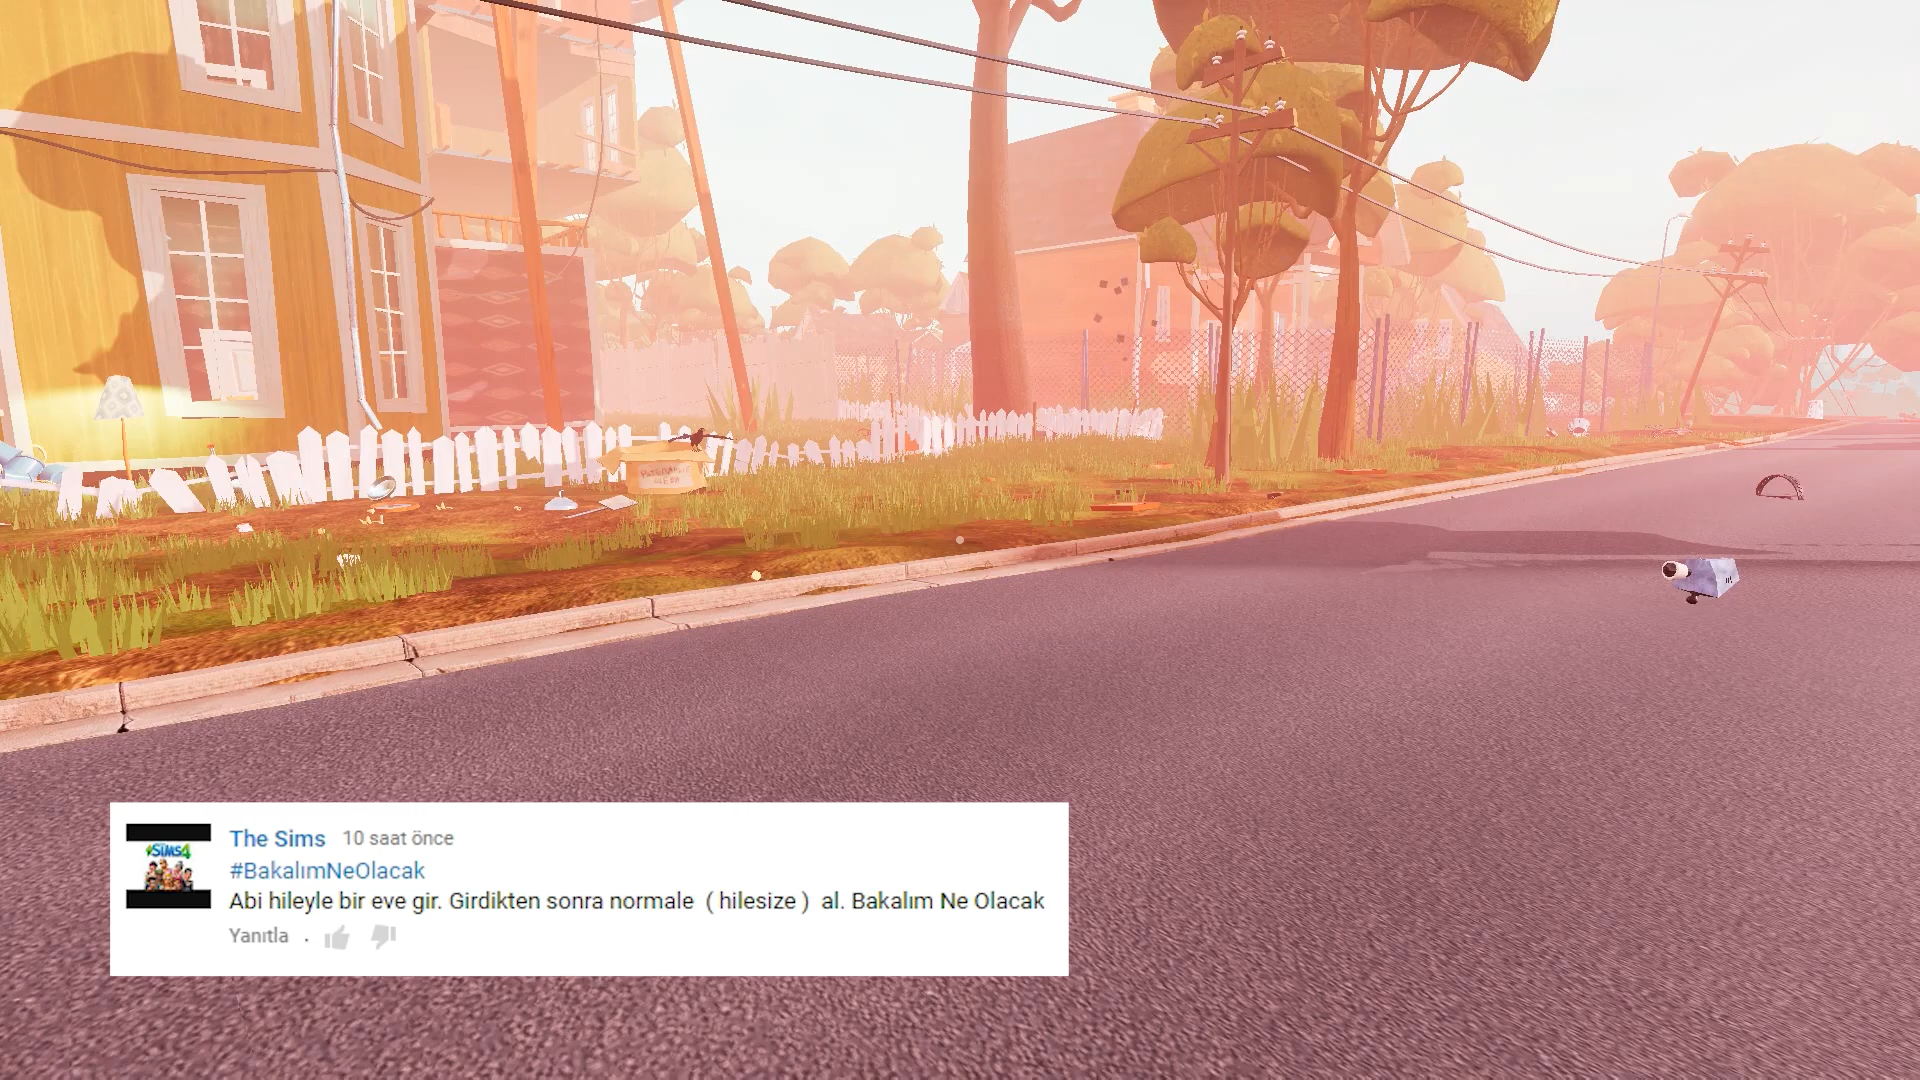 The Sims 10 saat önce
#BakalımNeOlacak
Abi hileyle bir eve gir. Girdikten sonra normale ( hilesize ) al. Bakalım Ne Olacak
Yanıtla .
SIMS4